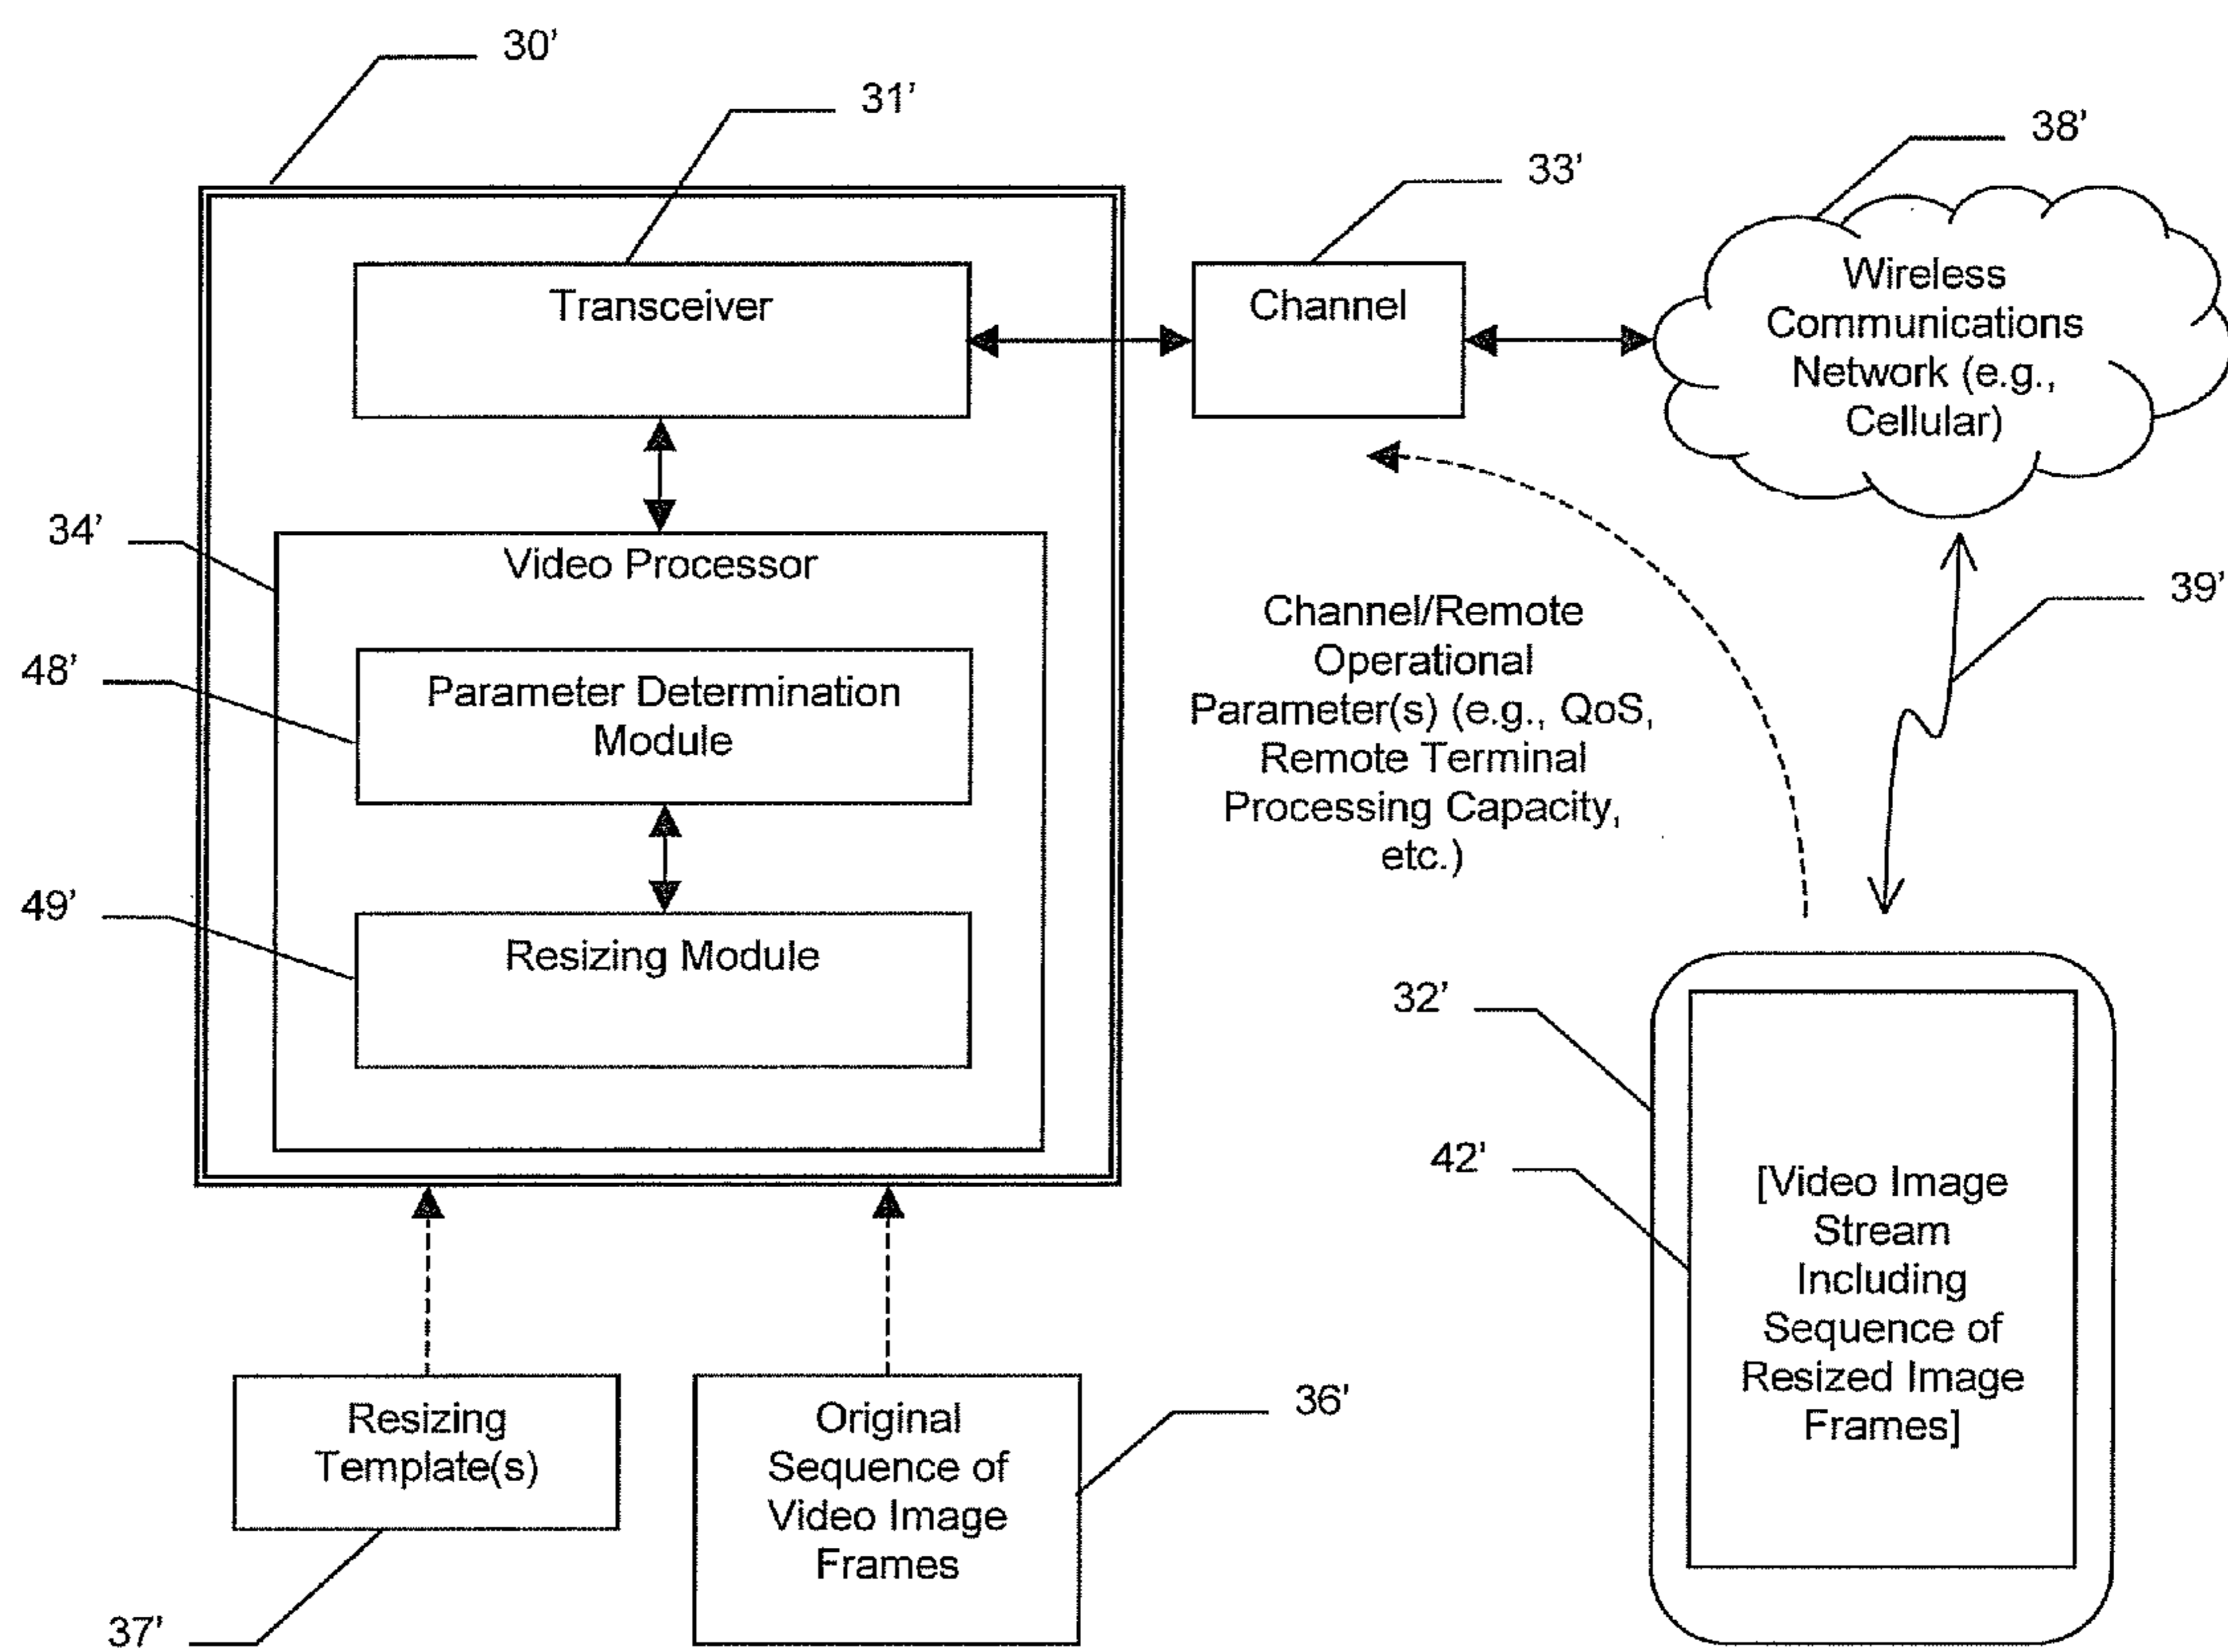 30'
31'
38'
33'
Transceiver
Channel
Wireless
Communications
Network (e.g.,
Cellular)
34'
Video Processor
39'
Channel/Remote
Operational
Parameter(s) (e.g., QoS,
Remote Terminal
Processing Capacity,
etc.)
48'
Parameter Determination
Module
49'
Resizing Module
32'
42'
[Video Image
Stream
Including
Sequence of
Resized Image
Frames]
Resizing
Template(s)
Original
Sequence of
Video Image
Frames
36'
37'